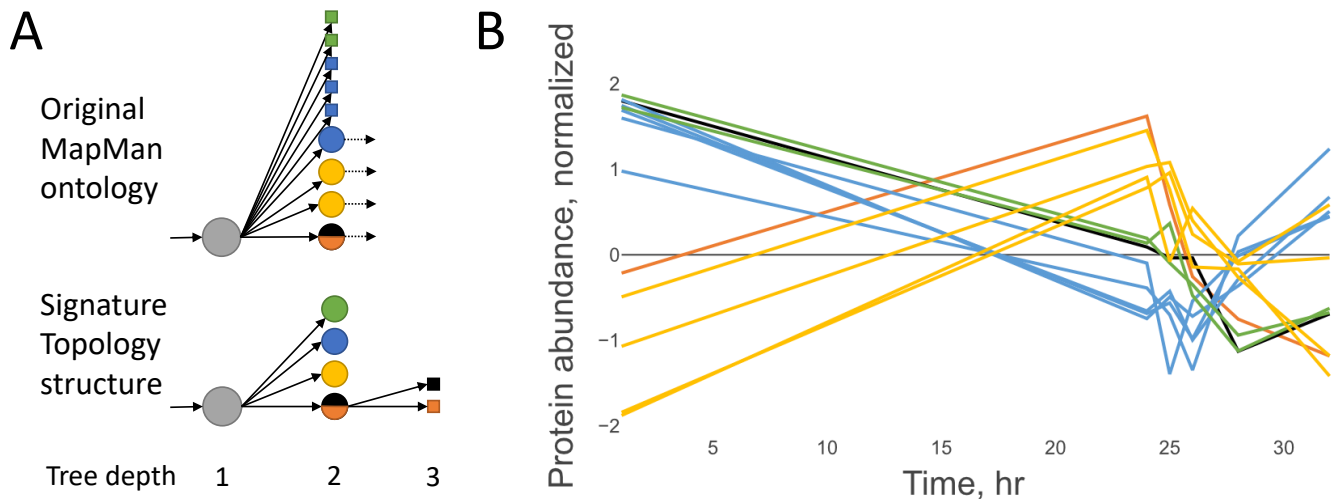 A
Original
MapMan
ontology
Signature
Topology
structure
Tree depth 1 2 3
B
Protein abundance, normalized
2
1
0
−1
−2
5 10 15 20 25 30
Time, hr